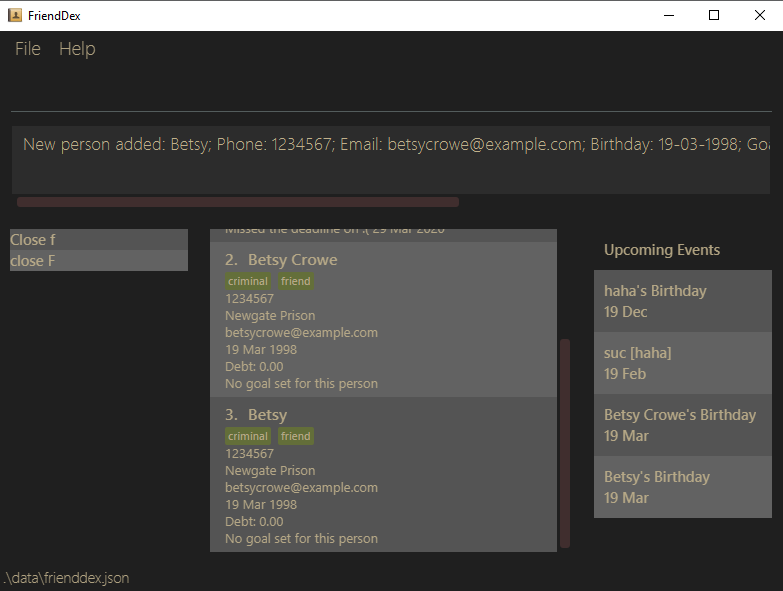 FriendDex
File Help
New person added: Betsy; Phone: 1234567; Email: betsycrowe@example.com; Birthday: 19-03-1998; Goa
Close f
close F
Missed the deadline on :( 29 Mar 2020
2. Betsy Crowe
criminal friend
1234567
Newgate Prison
betsycrowe@example.com
19 Mar 1998
Debt: 0.00
No goal set for this person
3. Betsy
criminal friend
1234567
Newgate Prison
betsycrowe@example.com
19 Mar 1998
Debt: 0.00
No goal set for this person
Upcoming Events
haha's Birthday
19 Dec
suc [haha]
19 Feb
Betsy Crowe's Birthday
19 Mar
Betsy's Birthday
19 Mar
.\data\frienddex.json